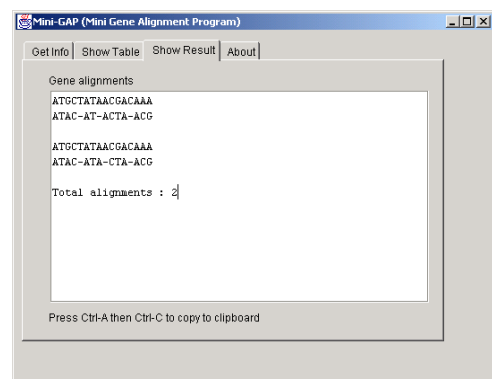 Mini-GAP (Mini Gene Alignment Program)
Get Info Show Table Show Result About
Gene alignments
ATGCTATAACGACAAA
ATAC-AT-ACTA-ACG
ATGCTATAACGACAAA
ATAC-ATA-CTA-ACG
Total alignments : 2
Press Ctrl-A then Ctrl-C to copy to clipboard